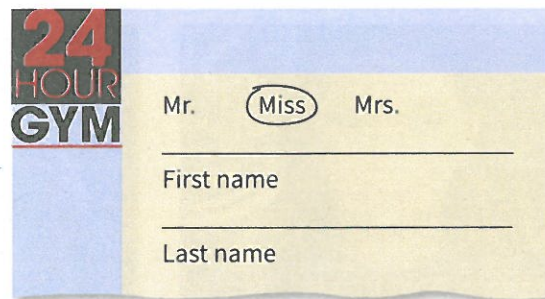 24
HOUR
GYM
Mr. Miss Mrs.
First name
Last name